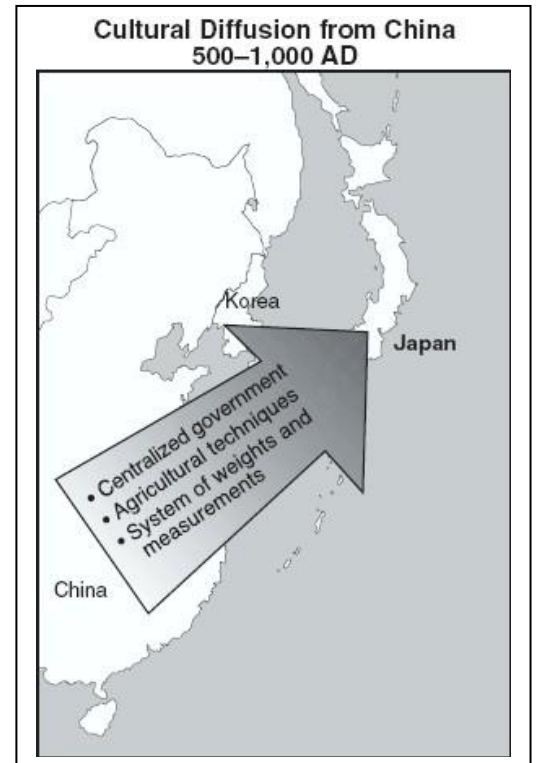 Cultural Diffusion from China
500–1,000 AD
Korea
Japan
• Centralized government
• Agricultural techniques
• System of weights and
measurements
China